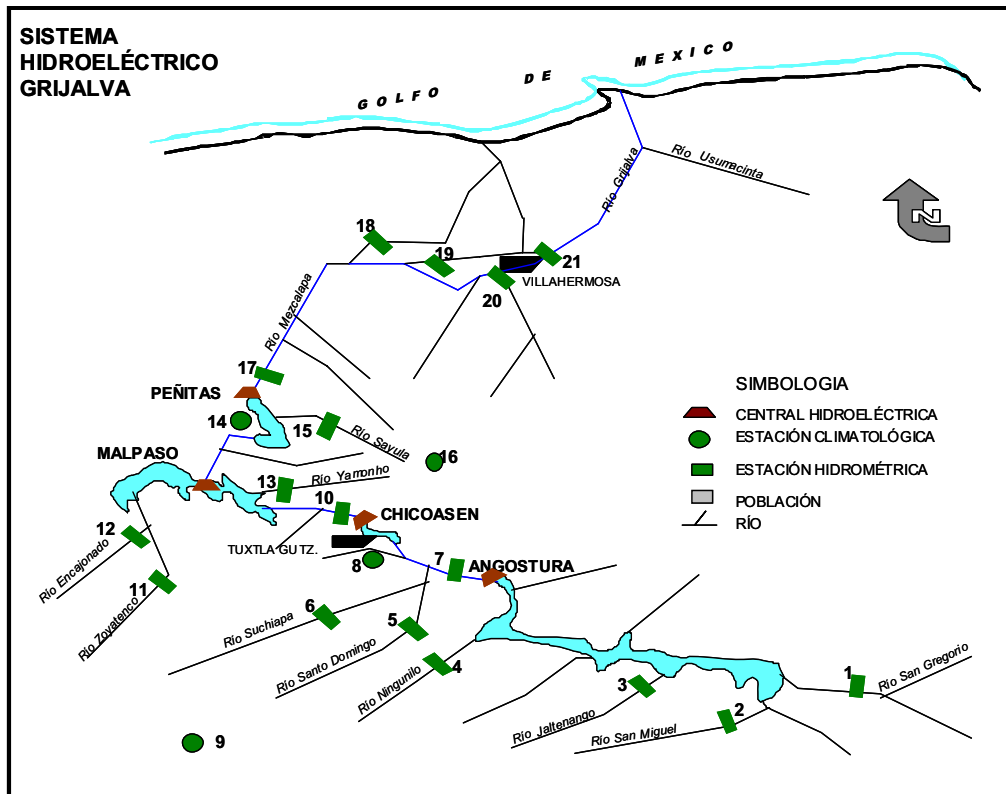 SISTEMA
HIDROELÉCTRICO
GRIJALVA
GOLFO DE MEXICO
Río Usumacinta
Río Grijalva
N
18
19
21
VILLAHERMOSA
20
Río Mezcalapa
17
PEÑITAS
14
15
Río Sayula
16
MALPASO
Río Yamonho
13
10
CHICOASEN
12
TUXTLA GUTZ.
8
7
ANGOSTURA
Río Encajonado
11
Río Zoyatenco
6
Río Suchiapa
5
Río Santo Domingo
4
Río Ningunilo
3
Río Jaltenango
2
Río San Miguel
1
Río San Gregorio
9
SIMBOLOGIA
CENTRAL HIDROELÉCTRICA
ESTACIÓN CLIMATOLÓGICA
ESTACIÓN HIDROMÉTRICA
POBLACIÓN
RÍO